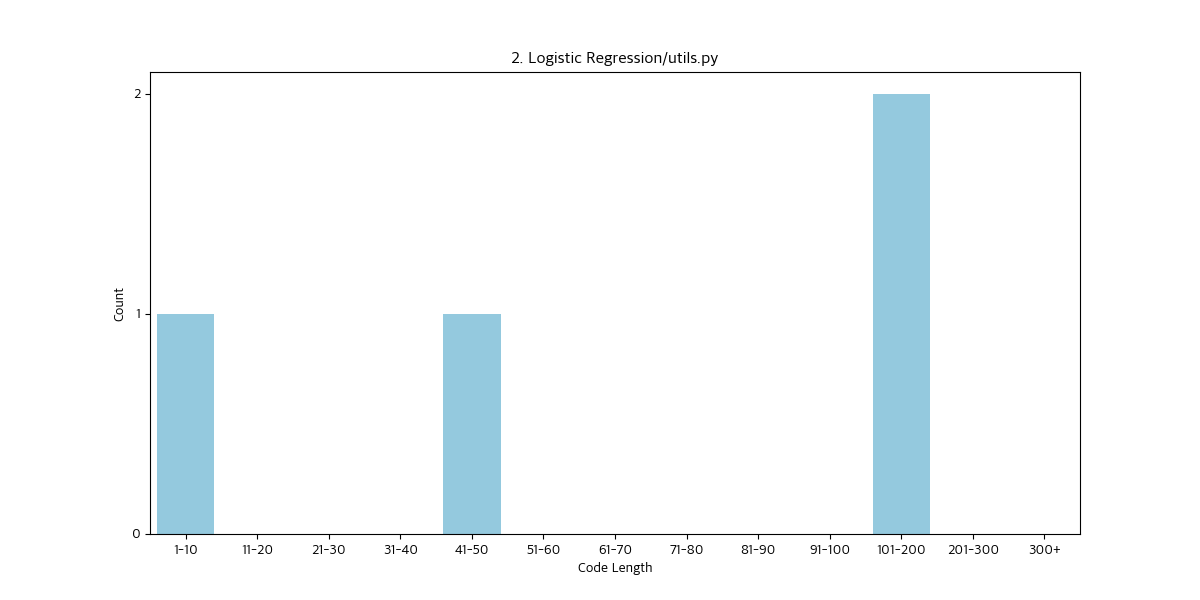 2. Logistic Regression/utils.py
2
1
0
Count
1-10 11-20 21-30 31-40 41-50 51-60 61-70 71-80 81-90 91-100 101-200 201-300 300+
Code Length